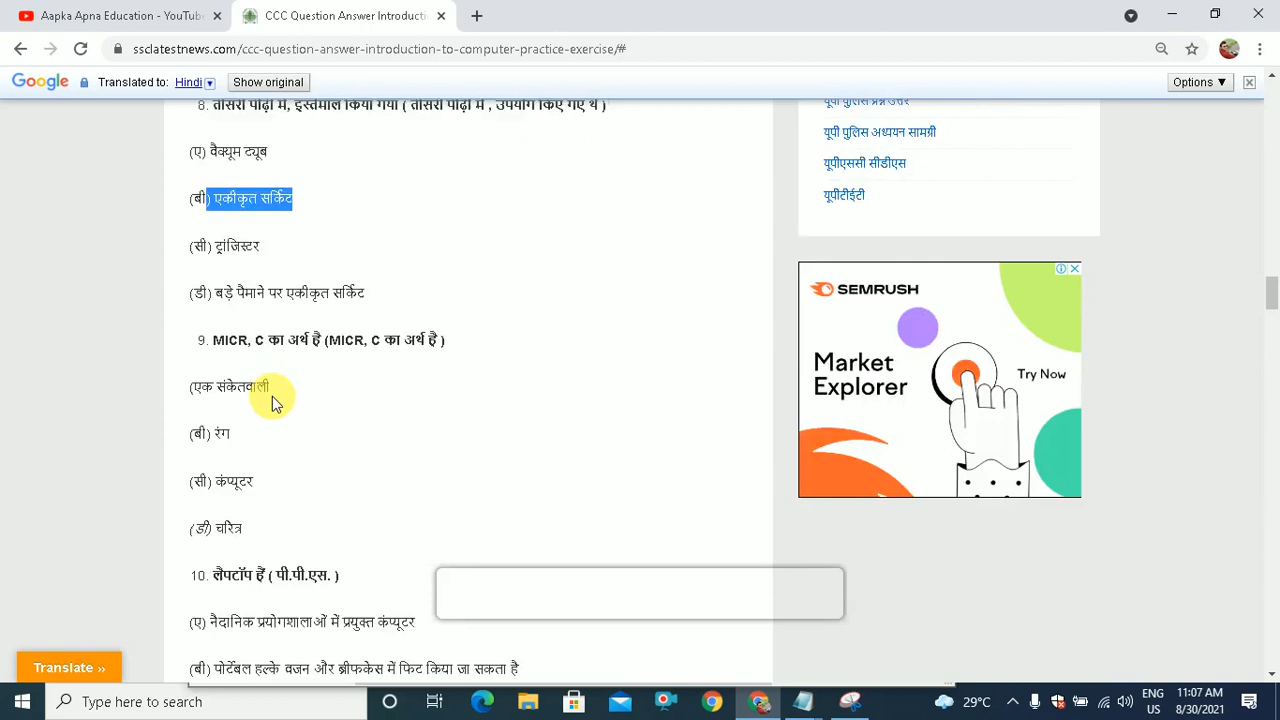 Aapka Apna Education - YouTube
CCC Question Answer Introduction
ssclatestnews.com/ccc-question-answer-introduction-to-computer-practice-exercise/#
Google Translated to: Hindi Show original Options ▼
8. तीसरी पीढ़ी में, इस्तेमाल किया गया ( तीसरी पीढ़ी में , उपयोग किए गए थे )
(ए) वैक्यूम ट्यूब
(बी) एकीकृत सर्किट
(सी) ट्रांजिस्टर
(डी) बड़े पैमाने पर एकीकृत सर्किट
9. MICR, C का अर्थ है (MICR, C का अर्थ है )
(एक संकेतवाली
(बी) रंग
(सी) कंप्यूटर
(डी) चरित्र
10. लैपटॉप हैं ( पी.पी.एस. )
(ए) नैदानिक प्रयोगशालाओं में प्रयुक्त कंप्यूटर
(बी) पोर्टेबल हल्के वजन और ब्रीफकेस में फिट किया जा सकता है
यूपी पुलिस प्रश्न उत्तर
यूपी पुलिस अध्ययन सामग्री
यूपीएससी सीडीएस
यूपीटीईटी
SEMRUSH
Market
Explorer
Try Now
Translate »
Type here to search
29°C
ENG
US
11:07 AM
8/30/2021